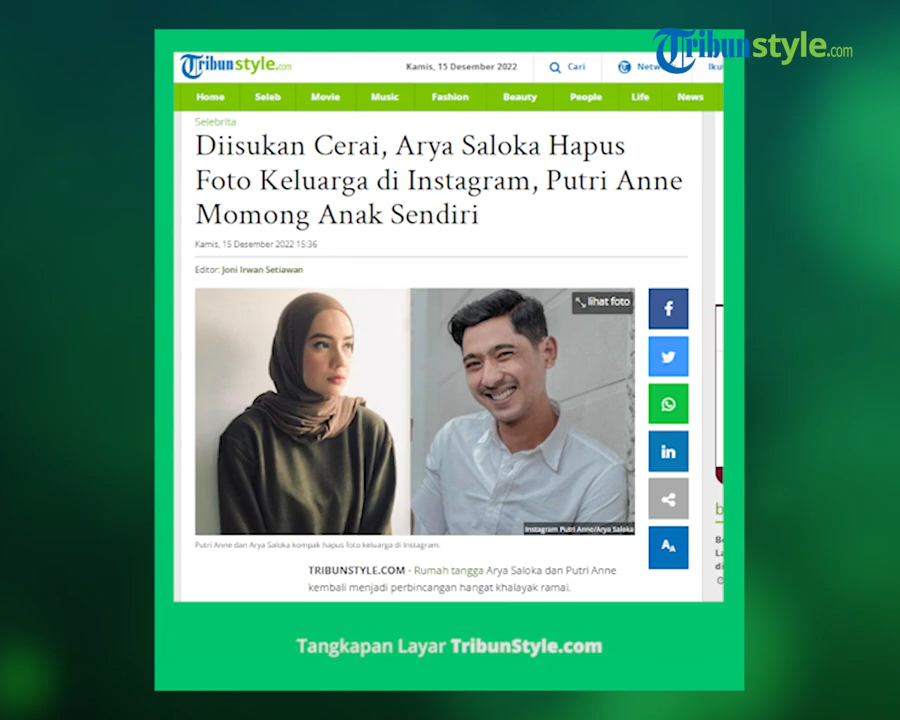 Tribunstyle.com
Tribunstyle.com
Kamis, 15 Desember 2022
Cari
Home Seleb Movie Music Fashion Beauty People Life News
Selebrita
Diisukan Cerai, Arya Saloka Hapus
Foto Keluarga di Instagram, Putri Anne
Momong Anak Sendiri
Kamis, 15 Desember 2022 15:36
Editor: Joni Irwan Setiawan
lihat foto
Instagram Putri Anne/Arya Saloka
Putri Anne dan Arya Saloka kompak hapus foto keluarga di Instagram.
TRIBUNSTYLE.COM - Rumah tangga Arya Saloka dan Putri Anne
kembali menjadi perbincangan hangat khalayak ramai.
Tangkapan Layar TribunStyle.com